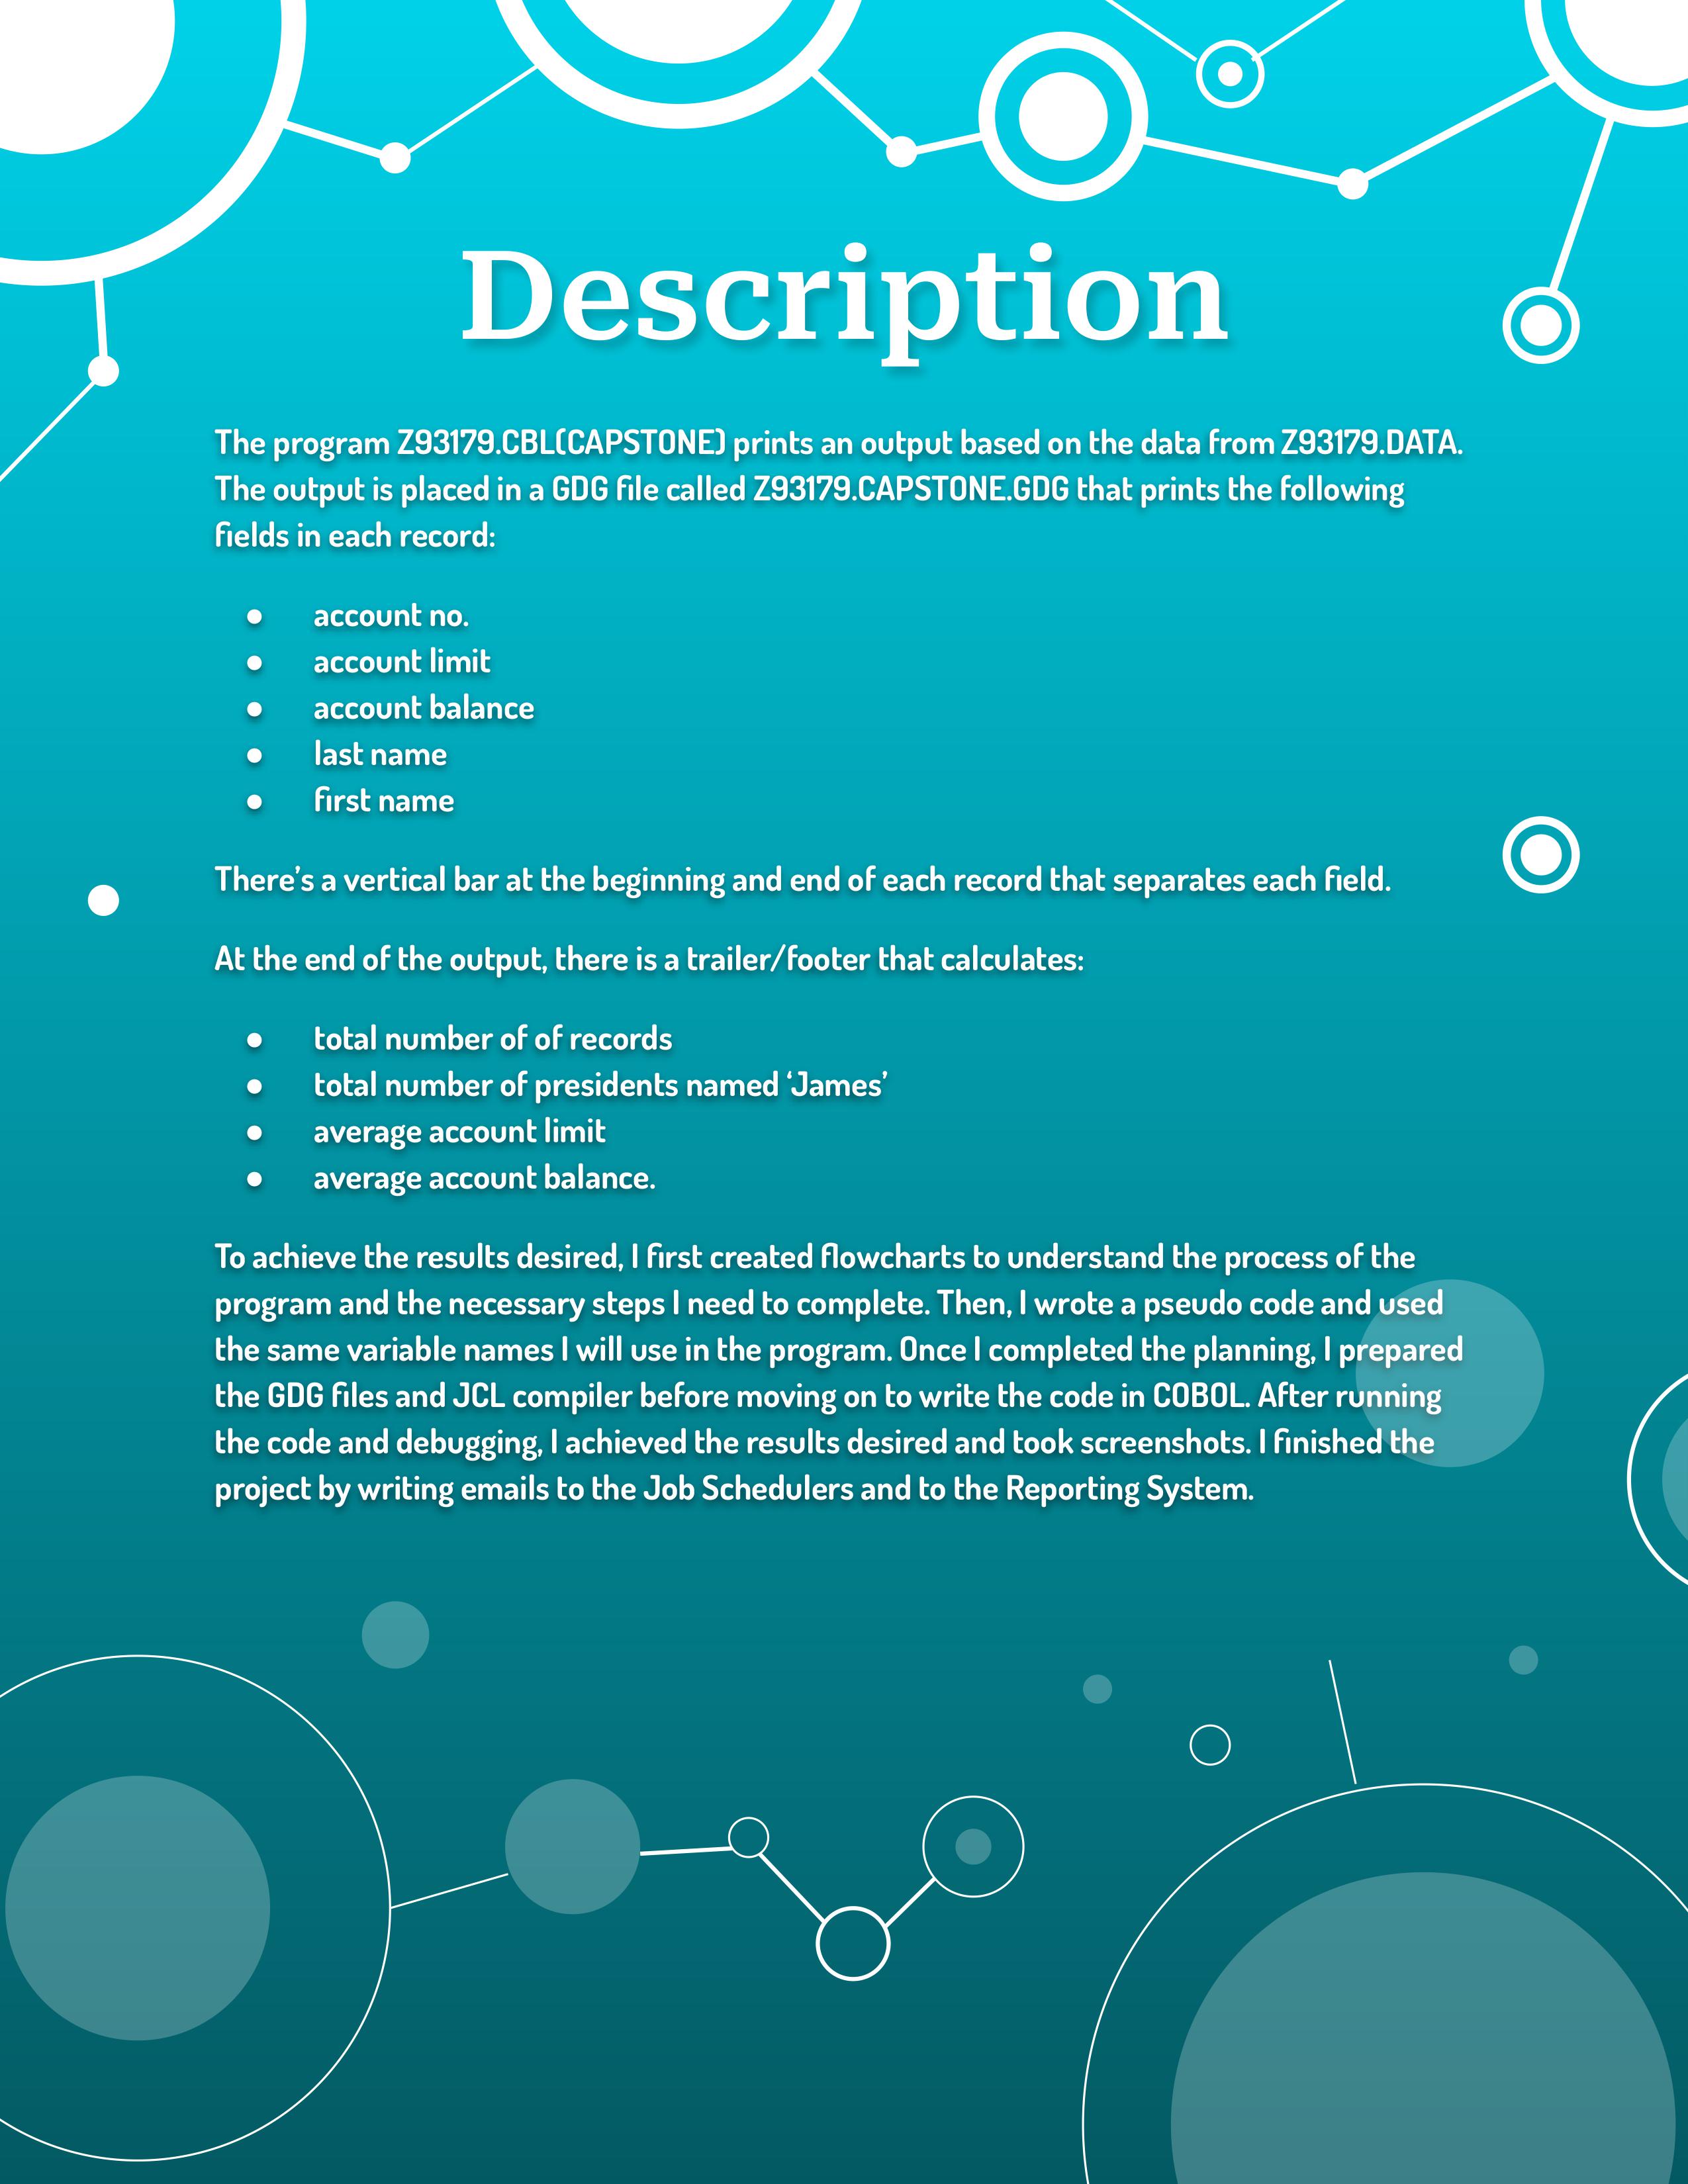 Description
The program Z93179.CBL(CAPSTONE) prints an output based on the data from Z93179.DATA.
The output is placed in a GDG file called Z93179.CAPSTONE.GDG that prints the following
fields in each record:
● account no.
● account limit
● account balance
● last name
● first name
There’s a vertical bar at the beginning and end of each record that separates each field.
At the end of the output, there is a trailer/footer that calculates:
● total number of of records
● total number of presidents named ‘James’
● average account limit
● average account balance.
To achieve the results desired, I first created flowcharts to understand the process of the
program and the necessary steps I need to complete. Then, I wrote a pseudo code and used
the same variable names I will use in the program. Once I completed the planning, I prepared
the GDG files and JCL compiler before moving on to write the code in COBOL. After running
the code and debugging, I achieved the results desired and took screenshots. I finished the
project by writing emails to the Job Schedulers and to the Reporting System.